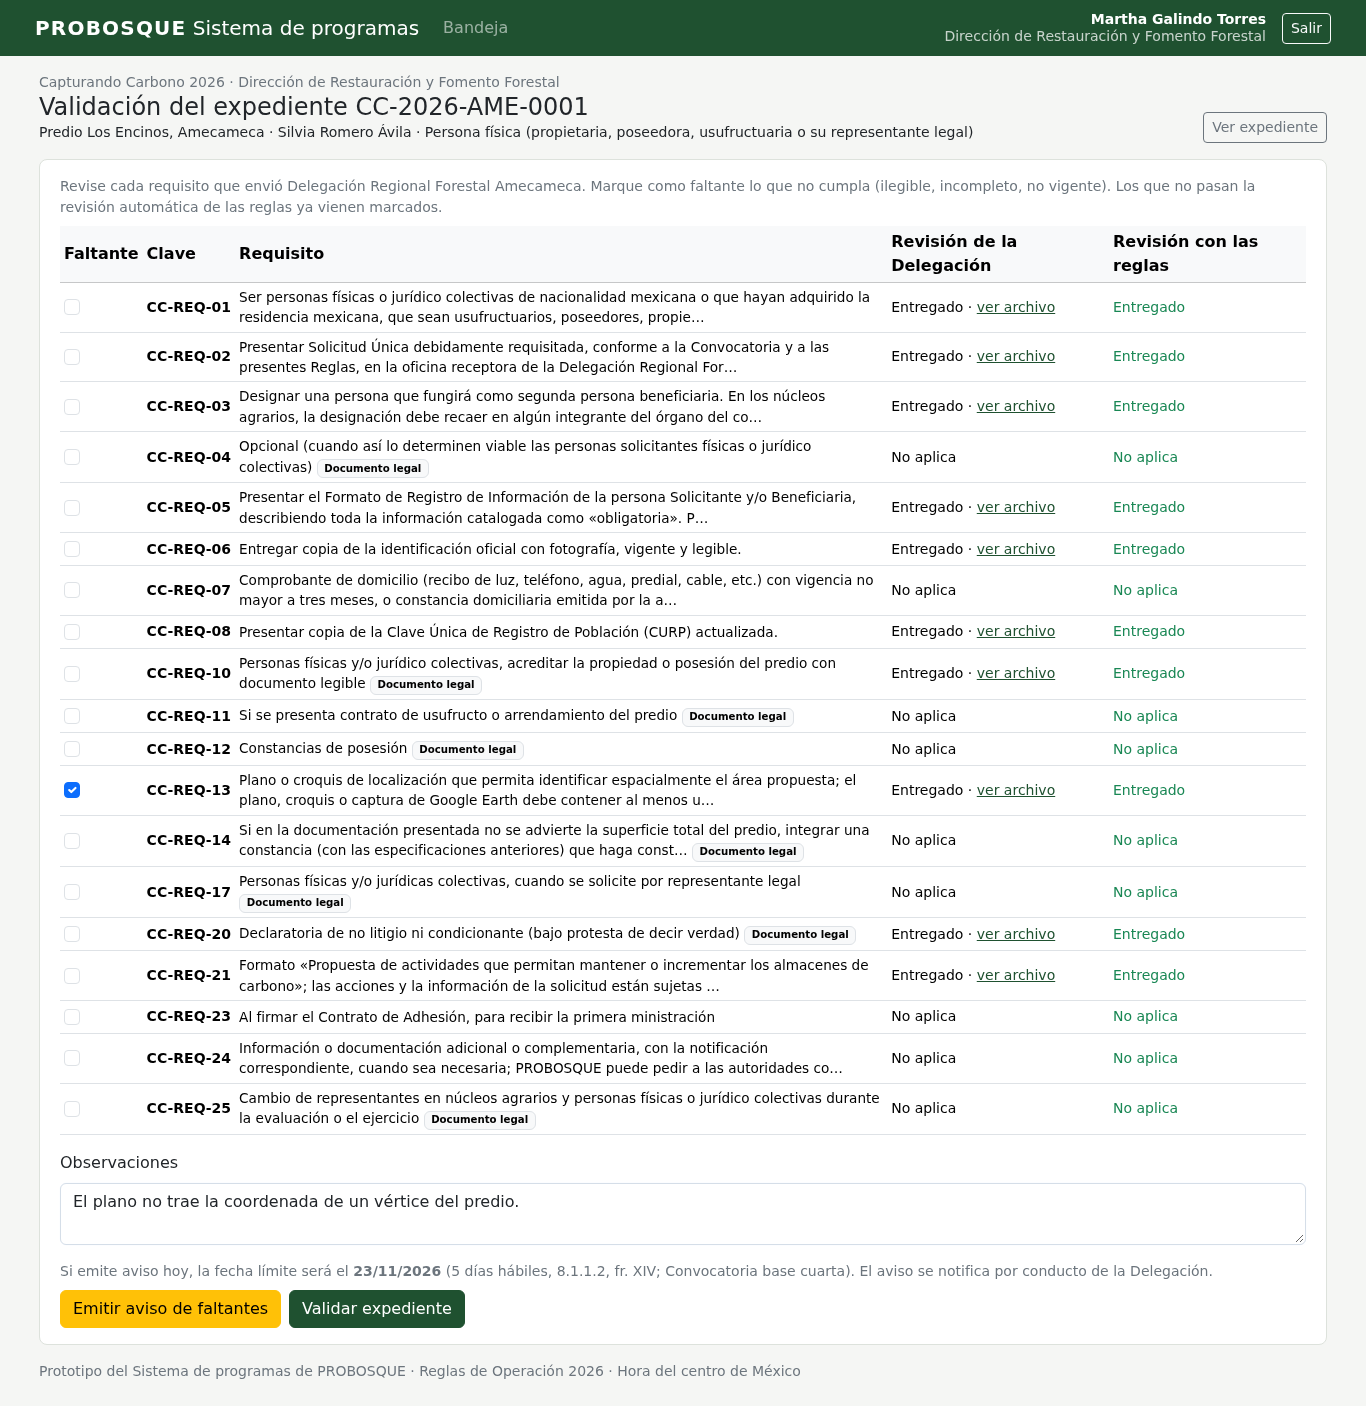 PROBOSQUE Sistema de programas Bandeja
Martha Galindo Torres
Dirección de Restauración y Fomento Forestal
Salir
Capturando Carbono 2026 · Dirección de Restauración y Fomento Forestal
Validación del expediente CC-2026-AME-0001
Predio Los Encinos, Amecameca · Silvia Romero Ávila · Persona física (propietaria, poseedora, usufructuaria o su representante legal)
Ver expediente
Revise cada requisito que envió Delegación Regional Forestal Amecameca. Marque como faltante lo que no cumpla (ilegible, incompleto, no vigente). Los que no pasan la
revisión automática de las reglas ya vienen marcados.
Faltante Clave Requisito Revisión de la Delegación Revisión con las reglas
CC-REQ-01 Ser personas físicas o jurídico colectivas de nacionalidad mexicana o que hayan adquirido la
residencia mexicana, que sean usufructuarios, poseedores, propie… Entregado · ver archivo Entregado
CC-REQ-02 Presentar Solicitud Única debidamente requisitada, conforme a la Convocatoria y a las
presentes Reglas, en la oficina receptora de la Delegación Regional For… Entregado · ver archivo Entregado
CC-REQ-03 Designar una persona que fungirá como segunda persona beneficiaria. En los núcleos
agrarios, la designación debe recaer en algún integrante del órgano del co… Entregado · ver archivo Entregado
CC-REQ-04 Opcional (cuando así lo determinen viable las personas solicitantes físicas o jurídico
colectivas) Documento legal No aplica No aplica
CC-REQ-05 Presentar el Formato de Registro de Información de la persona Solicitante y/o Beneficiaria,
describiendo toda la información catalogada como «obligatoria». P… Entregado · ver archivo Entregado
CC-REQ-06 Entregar copia de la identificación oficial con fotografía, vigente y legible. Entregado · ver archivo Entregado
CC-REQ-07 Comprobante de domicilio (recibo de luz, teléfono, agua, predial, cable, etc.) con vigencia no
mayor a tres meses, o constancia domiciliaria emitida por la a… No aplica No aplica
CC-REQ-08 Presentar copia de la Clave Única de Registro de Población (CURP) actualizada. Entregado · ver archivo Entregado
CC-REQ-10 Personas físicas y/o jurídico colectivas, acreditar la propiedad o posesión del predio con
documento legible Documento legal Entregado · ver archivo Entregado
CC-REQ-11 Si se presenta contrato de usufructo o arrendamiento del predio Documento legal No aplica No aplica
CC-REQ-12 Constancias de posesión Documento legal No aplica No aplica
CC-REQ-13 Plano o croquis de localización que permita identificar espacialmente el área propuesta; el
plano, croquis o captura de Google Earth debe contener al menos u… Entregado · ver archivo Entregado
CC-REQ-14 Si en la documentación presentada no se advierte la superficie total del predio, integrar una
constancia (con las especificaciones anteriores) que haga const… Documento legal No aplica No aplica
CC-REQ-17 Personas físicas y/o jurídicas colectivas, cuando se solicite por representante legal
Documento legal No aplica No aplica
CC-REQ-20 Declaratoria de no litigio ni condicionante (bajo protesta de decir verdad) Documento legal Entregado · ver archivo Entregado
CC-REQ-21 Formato «Propuesta de actividades que permitan mantener o incrementar los almacenes de
carbono»; las acciones y la información de la solicitud están sujetas … Entregado · ver archivo Entregado
CC-REQ-23 Al firmar el Contrato de Adhesión, para recibir la primera ministración No aplica No aplica
CC-REQ-24 Información o documentación adicional o complementaria, con la notificación
correspondiente, cuando sea necesaria; PROBOSQUE puede pedir a las autoridades co… No aplica No aplica
CC-REQ-25 Cambio de representantes en núcleos agrarios y personas físicas o jurídico colectivas durante
la evaluación o el ejercicio Documento legal No aplica No aplica
Observaciones
El plano no trae la coordenada de un vértice del predio.
Si emite aviso hoy, la fecha límite será el 23/11/2026 (5 días hábiles, 8.1.1.2, fr. XIV; Convocatoria base cuarta). El aviso se notifica por conducto de la Delegación.
Emitir aviso de faltantes Validar expediente
Prototipo del Sistema de programas de PROBOSQUE · Reglas de Operación 2026 · Hora del centro de México